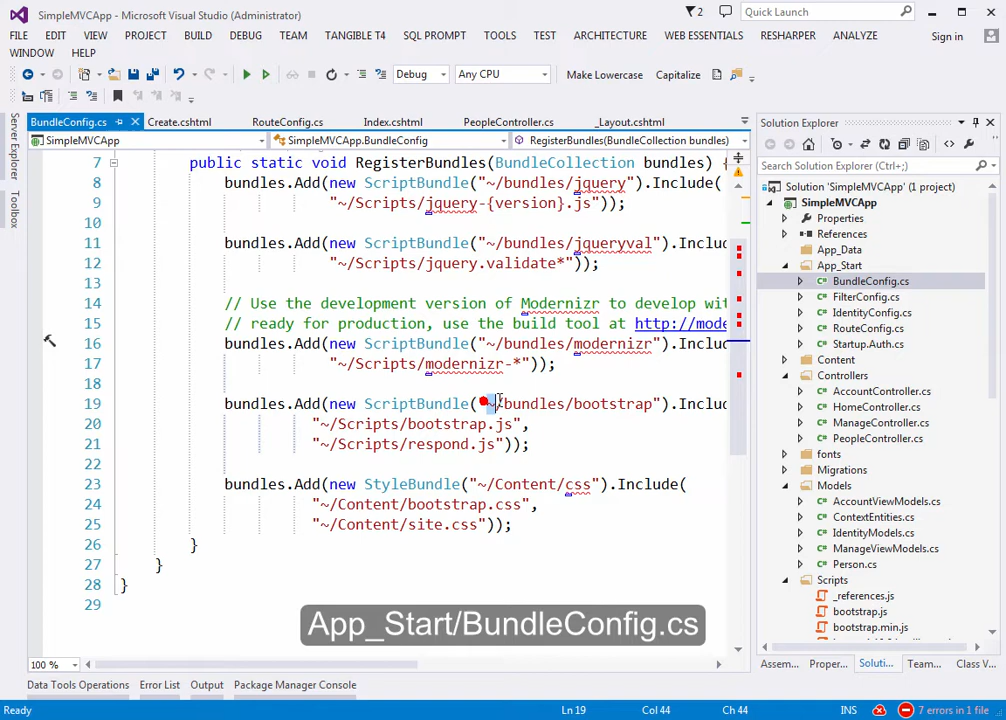 SimpleMVCApp - Microsoft Visual Studio (Administrator)
2
Quick Launch
FILE EDIT VIEW PROJECT BUILD DEBUG TEAM TANGIBLE T4 SQL PROMPT TOOLS TEST ARCHITECTURE WEB ESSENTIALS RESHARPER ANALYZE
Sign in
WINDOW HELP
Debug Any CPU Make Lowercase Capitalize
Server Explorer
Toolbox
BundleConfig.cs Create.cshtml RouteConfig.cs Index.cshtml PeopleController.cs _Layout.cshtml
SimpleMVCApp SimpleMVCApp.BundleConfig RegisterBundles(BundleCollection bundles)
7 public static void RegisterBundles(BundleCollection bundles) {
8 bundles.Add(new ScriptBundle("~/bundles/jquery").Include(
9 "~/Scripts/jquery-{version}.js"));
10
11 bundles.Add(new ScriptBundle("~/bundles/jqueryval").Includ
12 "~/Scripts/jquery.validate*"));
13
14 // Use the development version of Modernizr to develop wit
15 // ready for production, use the build tool at http://mode
16 bundles.Add(new ScriptBundle("~/bundles/modernizr").Includ
17 "~/Scripts/modernizr-*"));
18
19 bundles.Add(new ScriptBundle("~/bundles/bootstrap").Includ
20 "~/Scripts/bootstrap.js",
21 "~/Scripts/respond.js"));
22
23 bundles.Add(new StyleBundle("~/Content/css").Include(
24 "~/Content/bootstrap.css",
25 "~/Content/site.css"));
26 }
27 }
28 }
29
App_Start/BundleConfig.cs
100 %
Solution Explorer
Search Solution Explorer (Ctrl+;)
Solution 'SimpleMVCApp' (1 project)
SimpleMVCApp
Properties
References
App_Data
App_Start
BundleConfig.cs
FilterConfig.cs
IdentityConfig.cs
RouteConfig.cs
Startup.Auth.cs
Content
Controllers
AccountController.cs
HomeController.cs
ManageController.cs
PeopleController.cs
fonts
Migrations
Models
AccountViewModels.cs
ContextEntities.cs
IdentityModels.cs
ManageViewModels.cs
Person.cs
Scripts
_references.js
bootstrap.js
bootstrap.min.js
Assem... Proper... Soluti... Team... Class V...
Data Tools Operations Error List Output Package Manager Console
Ready Ln 19 Col 44 Ch 44 INS 7 errors in 1 file